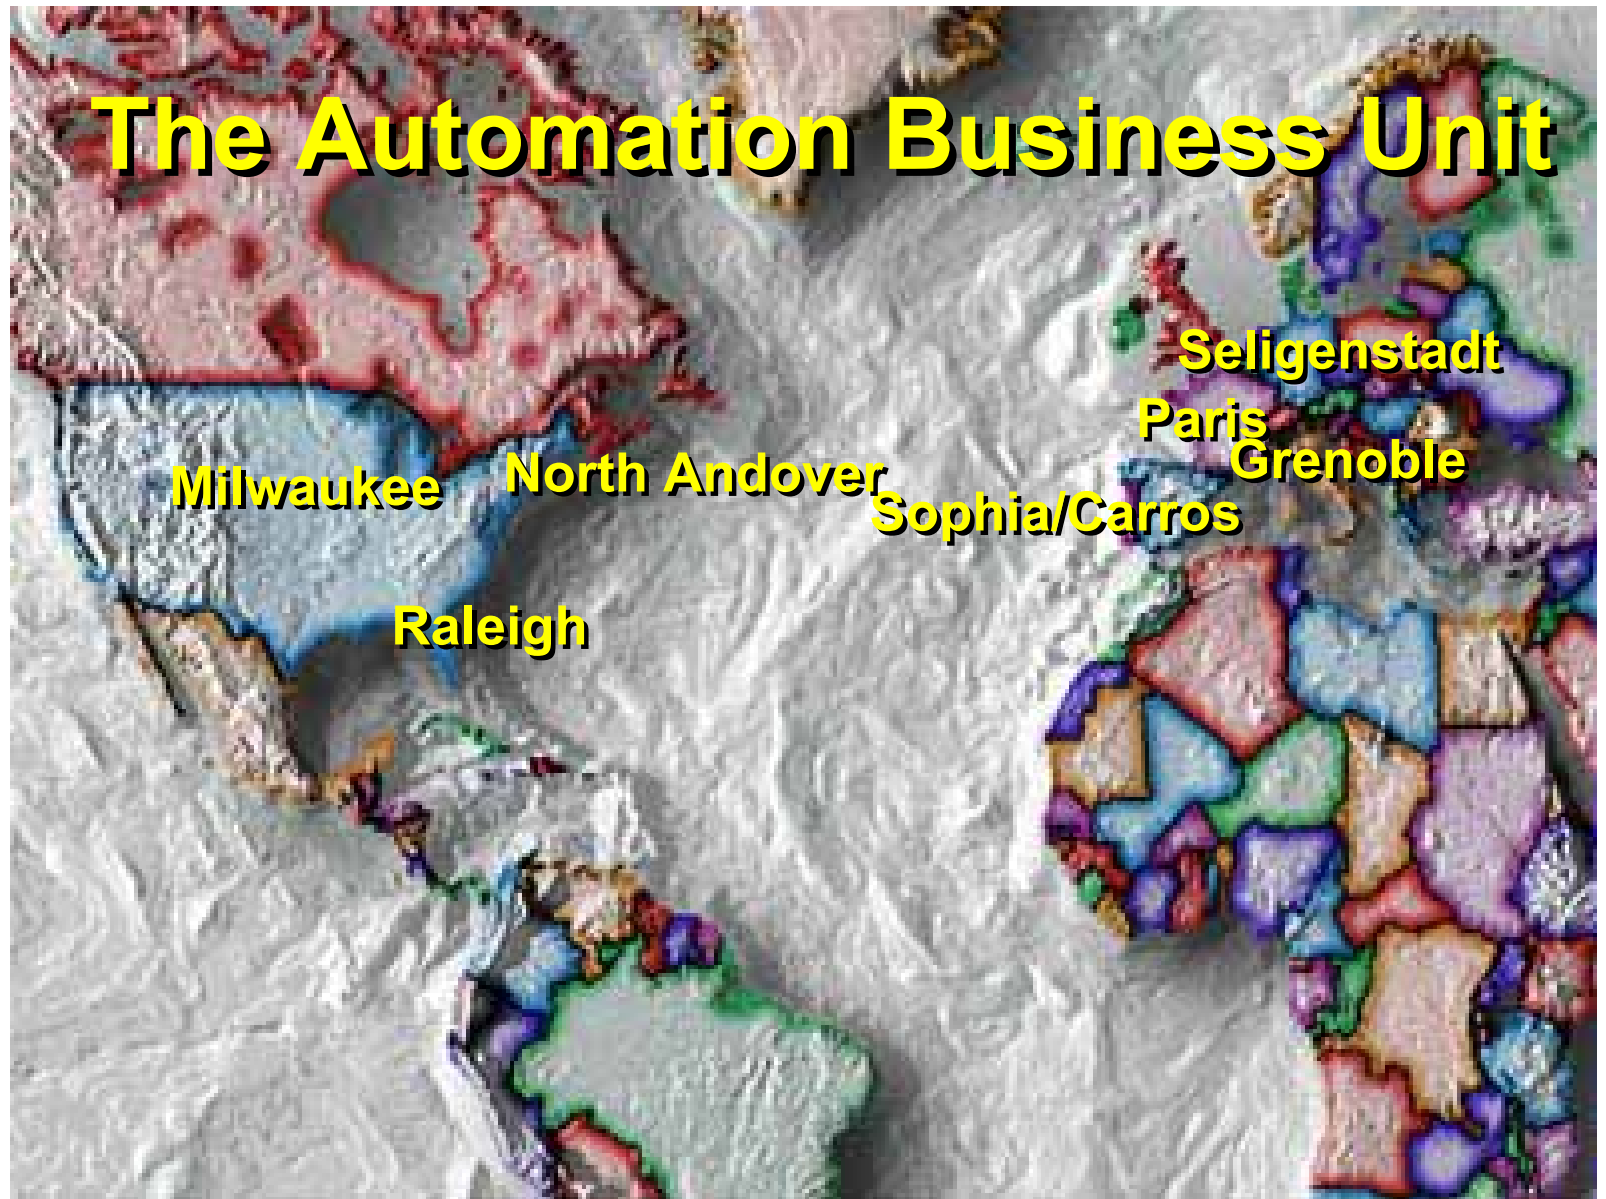 The Automation Business Unit
Seligenstadt
Paris
Grenoble
North Andover
Milwaukee
Sophia/Carros
Raleigh